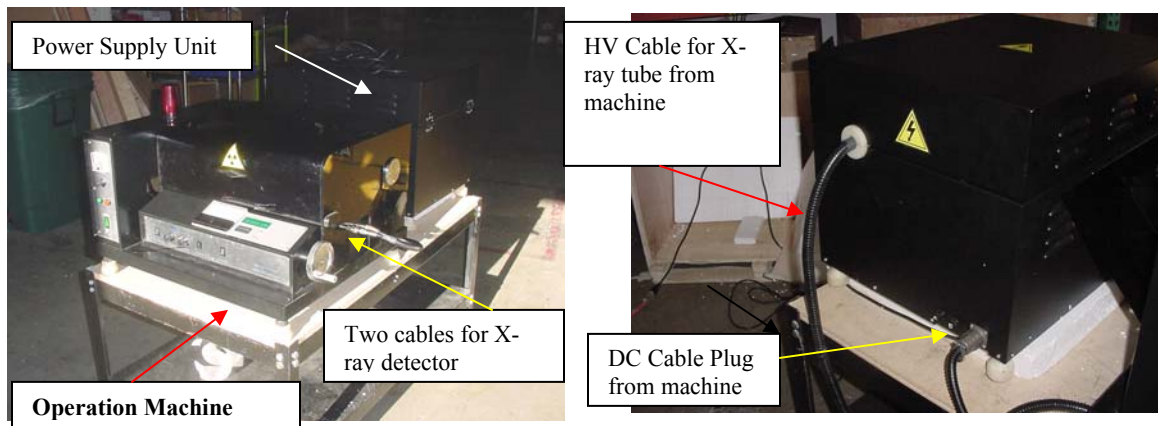 Power Supply Unit
Two cables for X-
ray detector
Operation Machine
HV Cable for X-
ray tube from
machine
DC Cable Plug
from machine